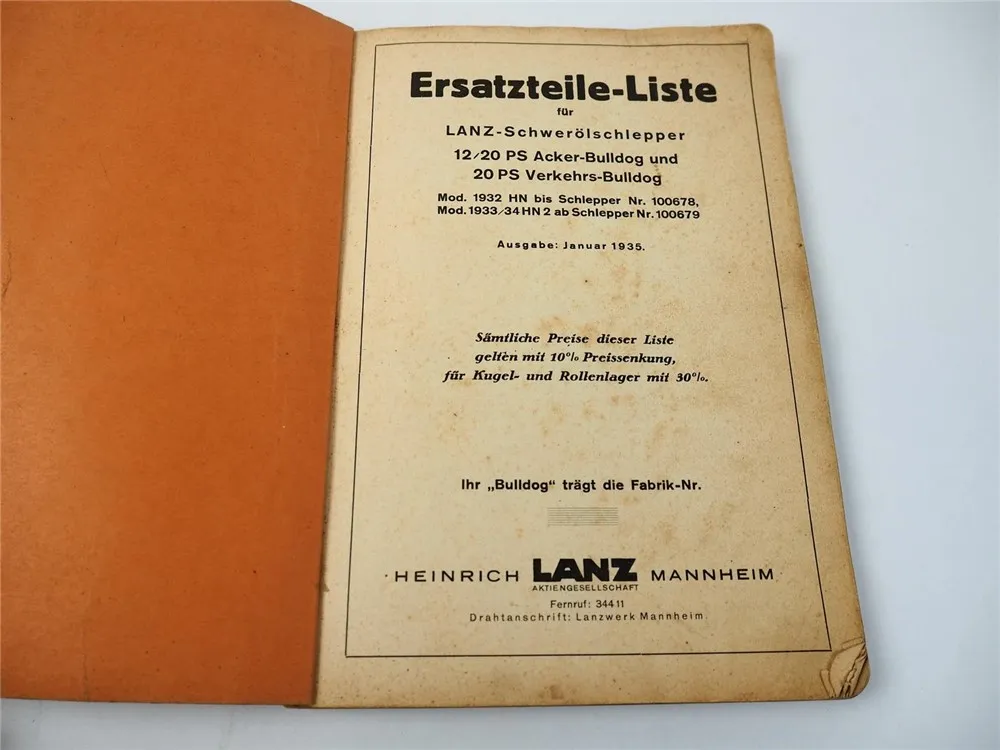 Ersatzteile-Liste
für
LANZ-Schwerölschlepper
12/20 PS Acker-Bulldog und
20 PS Verkehrs-Bulldog
Mod. 1932 HN bis Schlepper Nr. 100678,
Mod. 1933/34 HN 2 ab Schlepper Nr. 100679
Ausgabe: Januar 1935.
Sämtliche Preise dieser Liste
gelten mit 10% Preissenkung,
für Kugel- und Rollenlager mit 30%.
Ihr „Bulldog“ trägt die Fabrik-Nr.
HEINRICH LANZ MANNHEIM
AKTIENGESELLSCHAFT
Fernruf: 34411
Drahtanschrift: Lanzwerk Mannheim